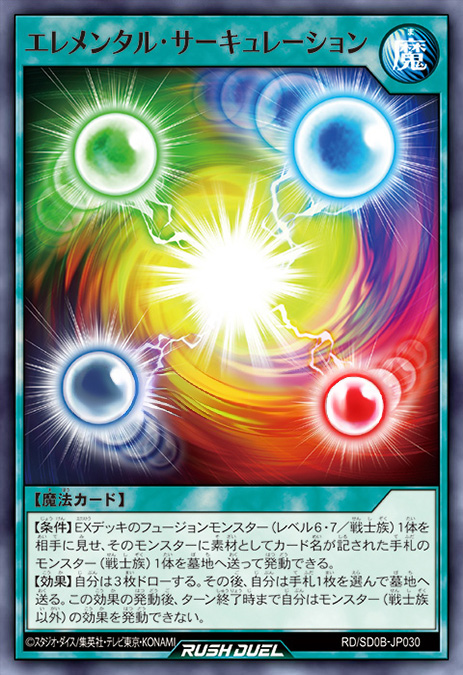 エレメンタル・サーキュレーション
魔
【魔法カード】
【条件】EXデッキのフュージョンモンスター(レベル6・7/戦士族)1体を
相手に見せ、そのモンスターに素材としてカード名が記された手札の
モンスター(戦士族)1体を墓地へ送って発動できる。
【効果】自分は3枚ドローする。その後、自分は手札1枚を選んで墓地へ
送る。この効果の発動後、ターン終了時まで自分はモンスター(戦士族
以外)の効果を発動できない。
©スタジオ・ダイス/集英社・テレビ東京・KONAMI
RUSH DUEL
RD/SD0B-JP030